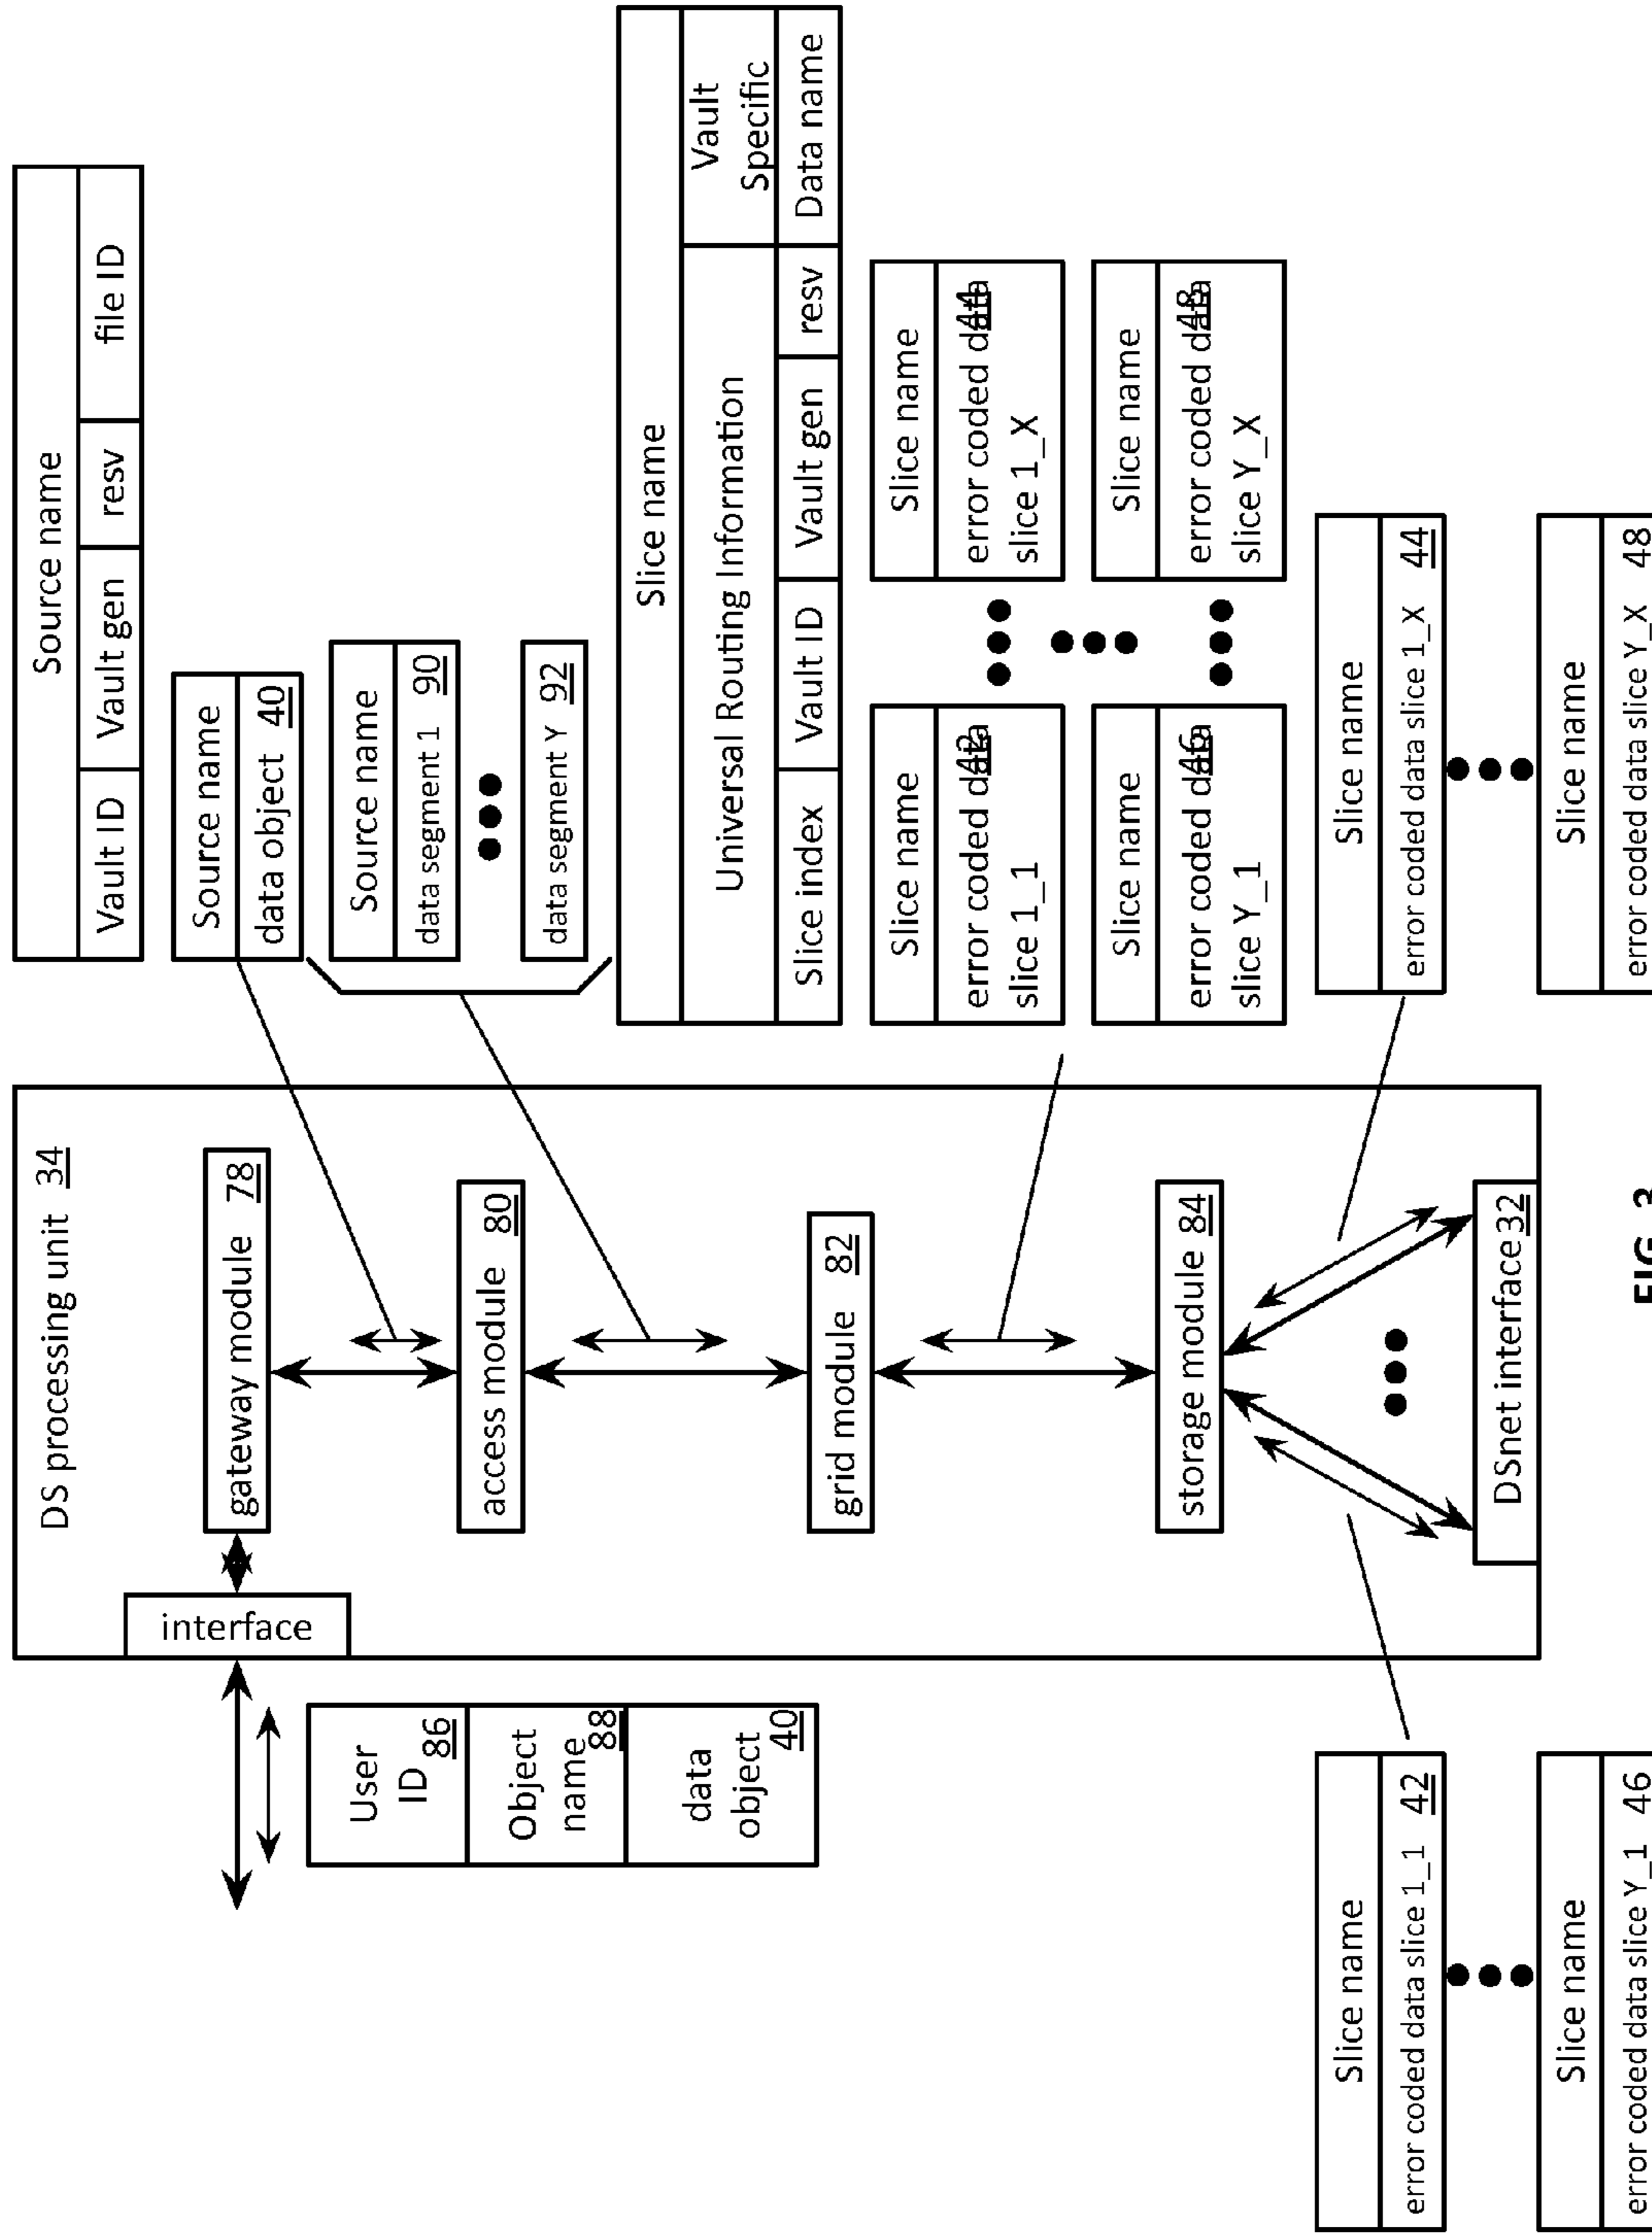 DS processing unit 34
interface
gateway module 78
access module 80
grid module 82
storage module 84
DSnet interface 32
User
ID
86
Object
name
88
data
object
40
Source name
Vault ID
Vault gen
resv
file ID
Source name
data object 40
Source name
data segment 1 90
data segment Y 92
Slice name
Universal Routing Information
Vault
Specific
Slice index
Vault ID
Vault gen
resv
Data name
Slice name
error coded data
42
slice 1_1
Slice name
error coded data
44
slice 1_X
Slice name
error coded data
46
slice Y_1
Slice name
error coded data
48
slice Y_X
Slice name
error coded data slice 1_1 42
Slice name
error coded data slice Y_1 46
Slice name
error coded data slice 1_X 44
Slice name
error coded data slice Y_X 48
FIG. 3